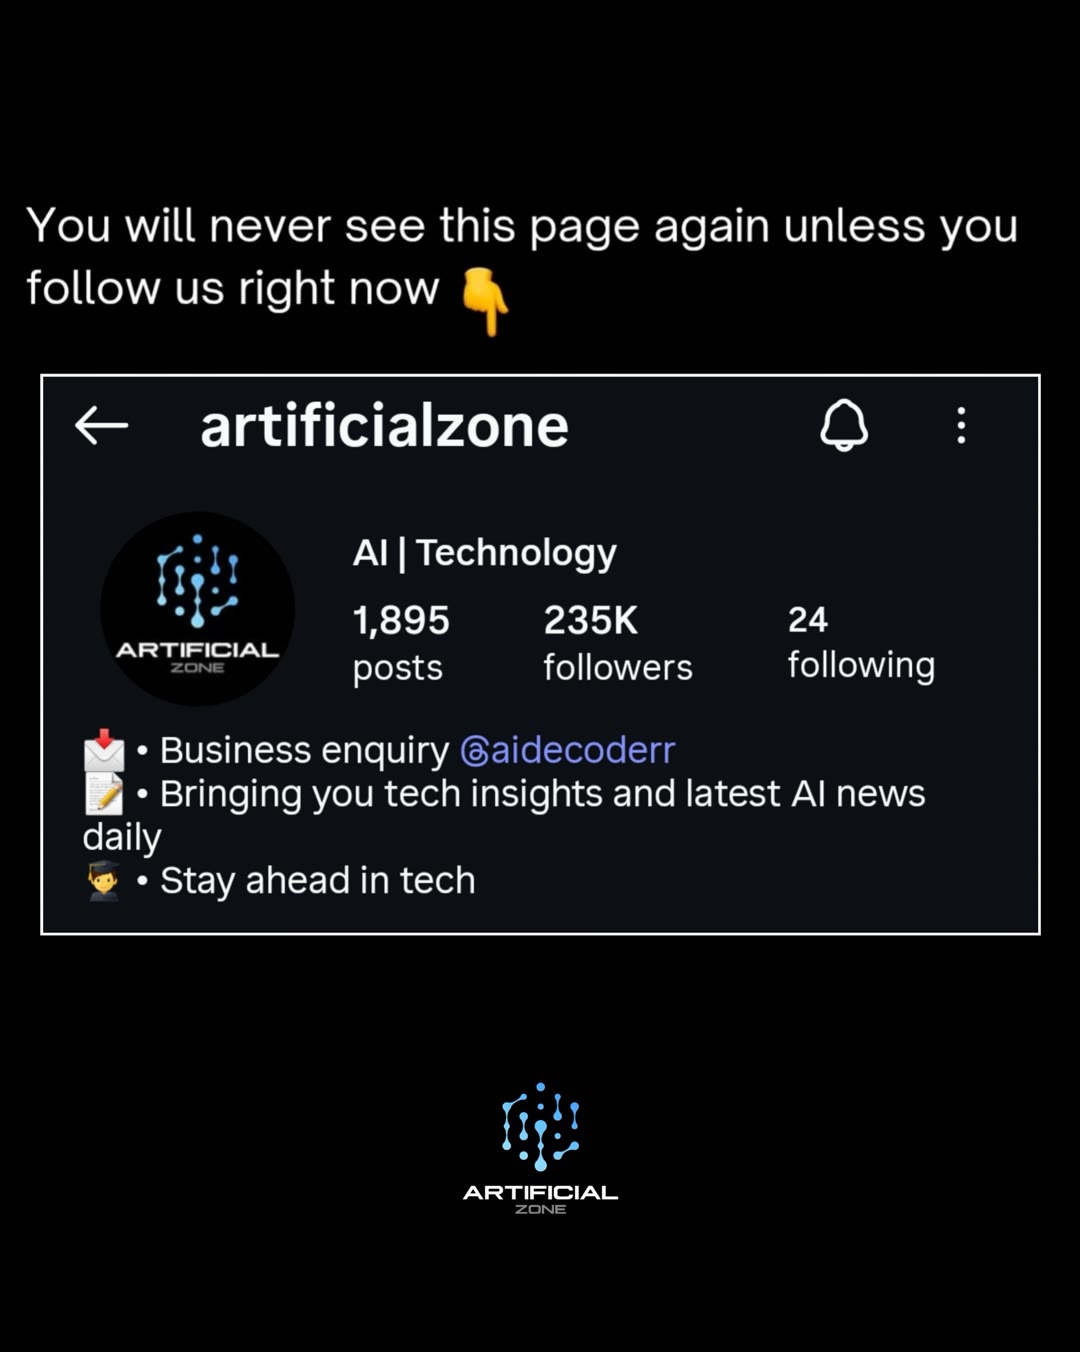 You will never see this page again unless you
follow us right now 👇
artificialzone
ARTIFICIAL
ZONE
AI | Technology
1,895 235K 24
posts followers following
📩 • Business enquiry @aidecoderr
📝 • Bringing you tech insights and latest AI news
daily
👨‍🎓 • Stay ahead in tech
ARTIFICIAL
ZONE